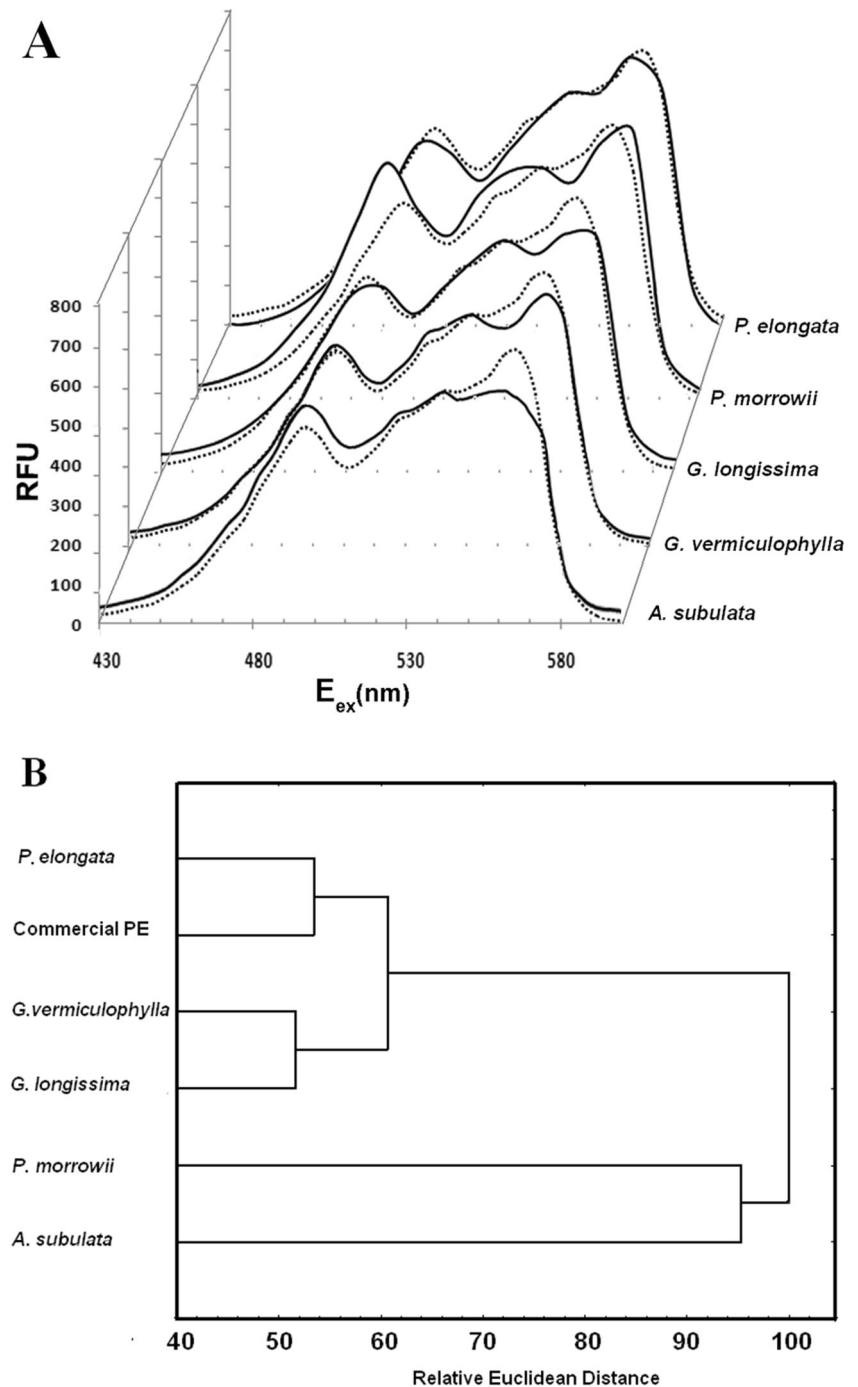 A
800
700
600
500
400
300
200
100
0
RFU
430 480 530 580
Eex(nm)
P. elongata
P. morrowii
G. longissima
G. vermiculophylla
A. subulata
B
P. elongata
Commercial PE
G.vermiculophylla
G. longissima
P. morrowii
A. subulata
40 50 60 70 80 90 100
Relative Euclidean Distance